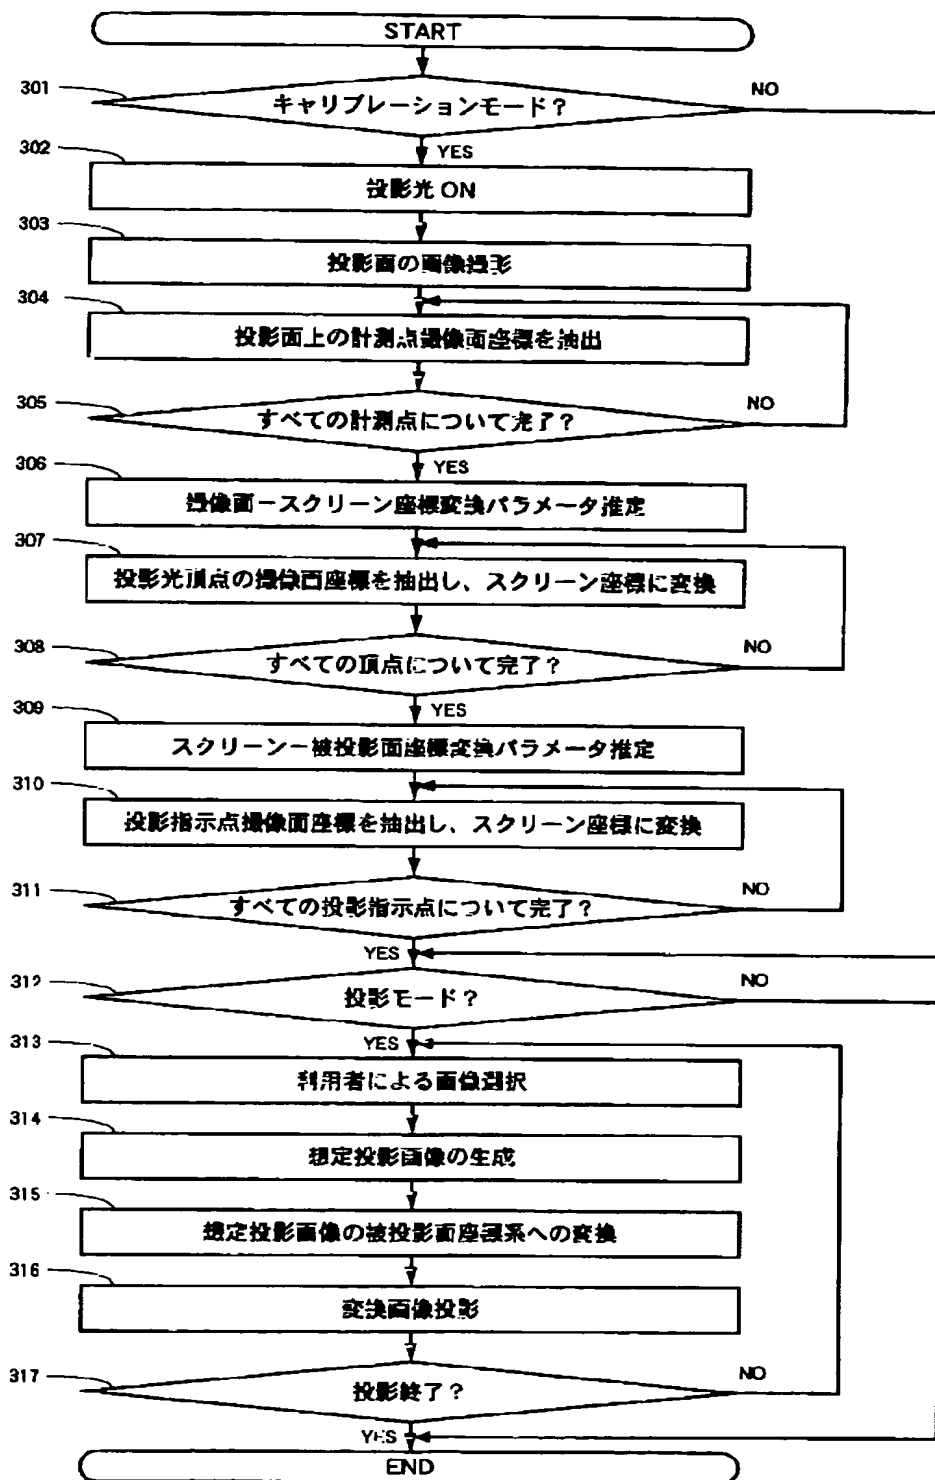 START
301
キャリブレーションモード?
NO
YES
302
投影光 ON
303
投影面の画像撮影
304
投影面上の計測点撮像面座標を抽出
305
すべての計測点について完了?
NO
YES
306
撮像面-スクリーン座標変換パラメータ推定
307
投影光頂点の撮像面座標を抽出し、スクリーン座標に変換
308
すべての頂点について完了?
NO
YES
309
スクリーン-被投影面座標変換パラメータ推定
310
投影指示点撮像面座標を抽出し、スクリーン座標に変換
311
すべての投影指示点について完了?
NO
YES
312
投影モード?
NO
YES
313
利用者による画像選択
314
想定投影画像の生成
315
想定投影画像の被投影面座標系への変換
316
変換画像投影
317
投影終了?
NO
YES
END